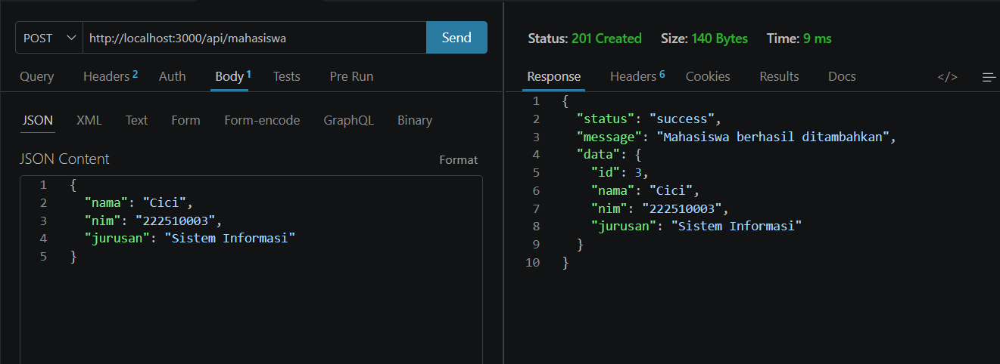 POST http://localhost:3000/api/mahasiswa Send
Query Headers 2 Auth Body 1 Tests Pre Run
JSON XML Text Form Form-encode GraphQL Binary
JSON Content Format
1 {
2 "nama": "Cici",
3 "nim": "222510003",
4 "jurusan": "Sistem Informasi"
5 }
Status: 201 Created Size: 140 Bytes Time: 9 ms
Response Headers 6 Cookies Results Docs </>
1 {
2 "status": "success",
3 "message": "Mahasiswa berhasil ditambahkan",
4 "data": {
5 "id": 3,
6 "nama": "Cici",
7 "nim": "222510003",
8 "jurusan": "Sistem Informasi"
9 }
10 }